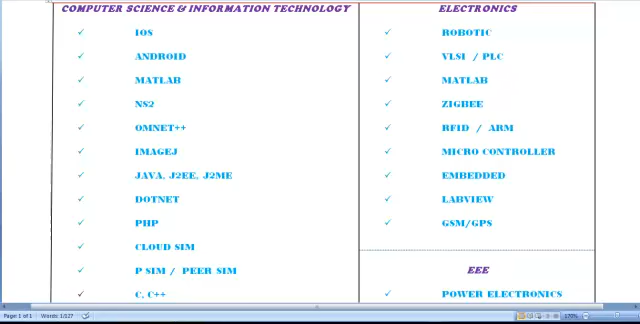 COMPUTER SCIENCE & INFORMATION TECHNOLOGY
IOS
ANDROID
MATLAB
NS2
OMNET++
IMAGEJ
JAVA, J2EE, J2ME
DOTNET
PHP
CLOUD SIM
P SIM / PEER SIM
C, C++
ELECTRONICS
ROBOTIC
VLSI / PLC
MATLAB
ZIGBEE
RFID / ARM
MICRO CONTROLLER
EMBEDDED
LABVIEW
GSM/GPS
EEE
POWER ELECTRONICS
Page: 1 of 1 Words: 1/127 170%